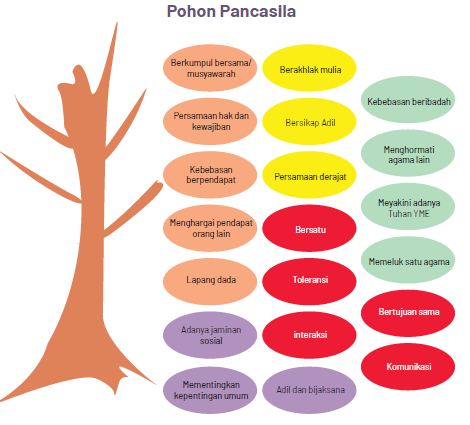 Pohon Pancasila
Berkumpul bersama/
musyawarah
Persamaan hak dan
kewajiban
Kebebasan
berpendapat
Menghargai pendapat
orang lain
Lapang dada
Adanya jaminan
sosial
Mementingkan
kepentingan umum
Berakhlak mulia
Bersikap Adil
Persamaan derajat
Bersatu
Toleransi
interaksi
Adil dan bijaksana
Kebebasan beribadah
Menghormati
agama lain
Meyakini adanya
Tuhan YME
Memeluk satu agama
Bertujuan sama
Komunikasi